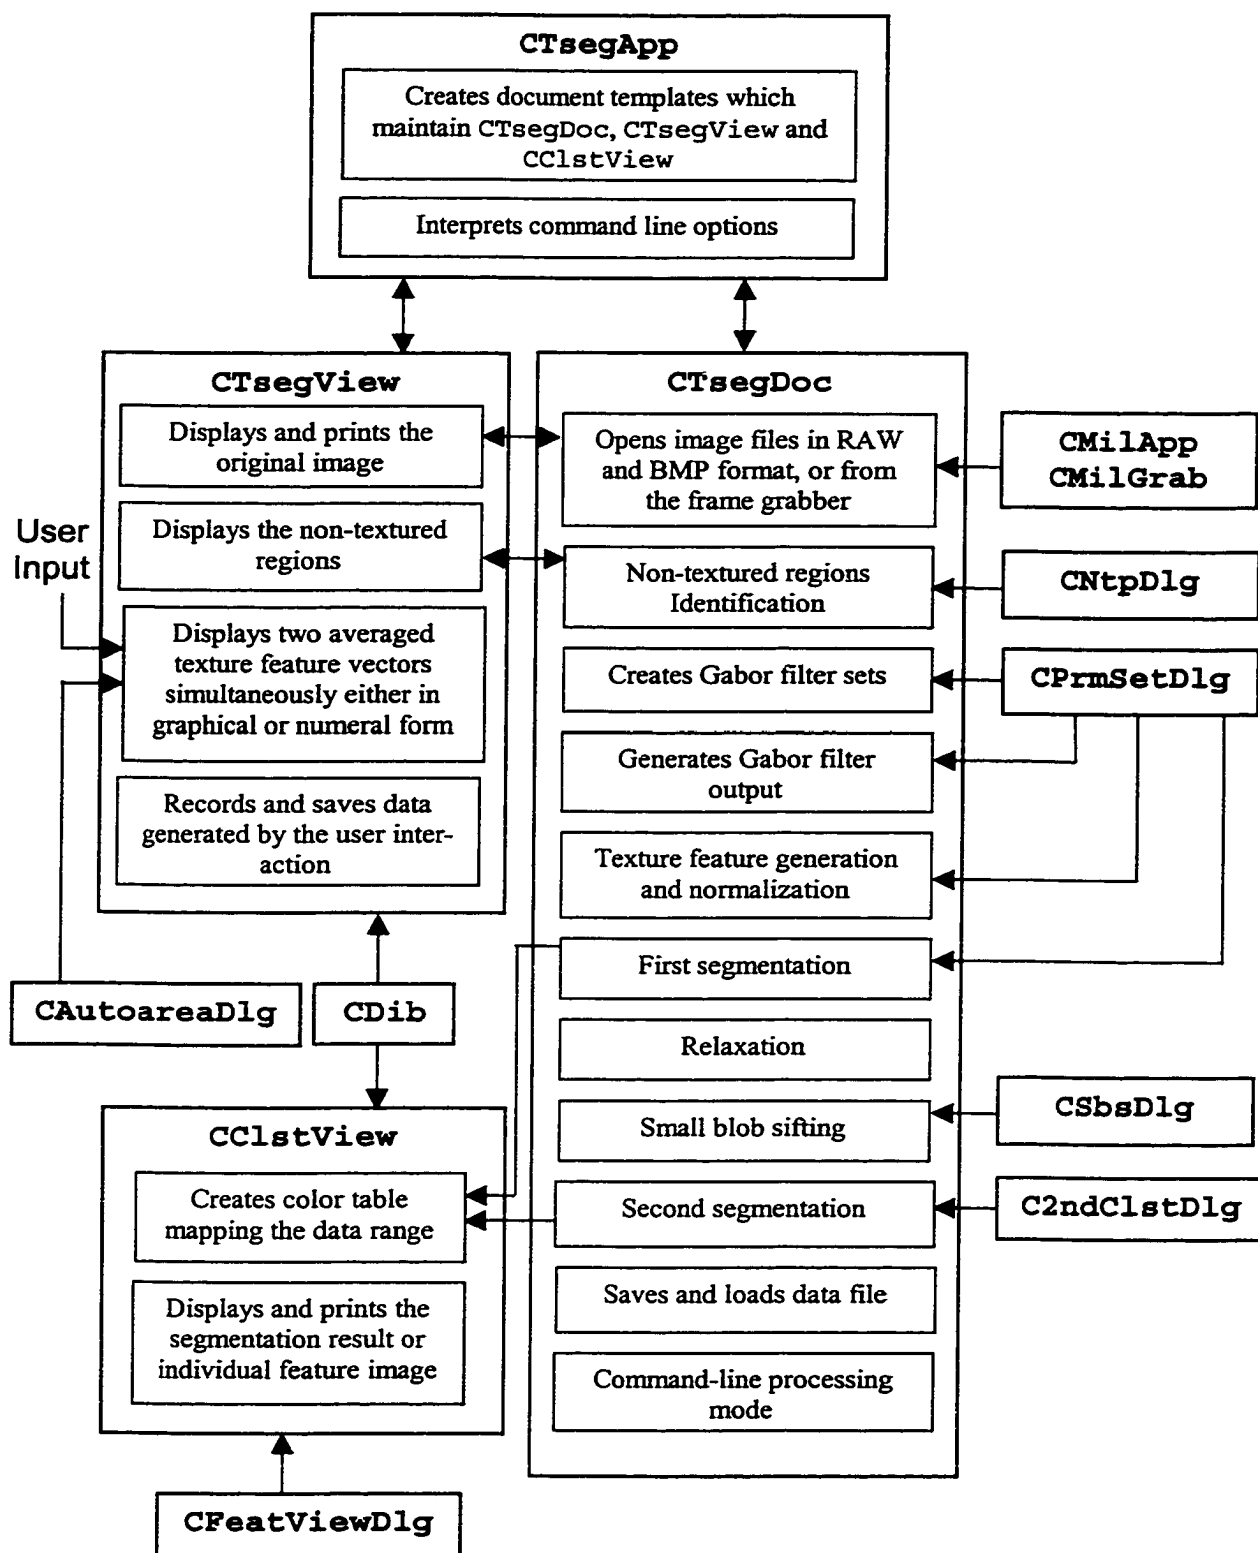 CTsegApp
Creates document templates which
maintain CTsegDoc, CTsegView and
CClstView
Interprets command line options
CTsegView
Displays and prints the
original image
Displays the non-textured
regions
User
Input
Displays two averaged
texture feature vectors
simultaneously either in
graphical or numeral form
Records and saves data
generated by the user inter-
action
CTsegDoc
Opens image files in RAW
and BMP format, or from
the frame grabber
Non-textured regions
Identification
Creates Gabor filter sets
Generates Gabor filter
output
Texture feature generation
and normalization
First segmentation
Relaxation
Small blob sifting
Second segmentation
Saves and loads data file
Command-line processing
mode
CMilApp
CMilGrab
CNtpDlg
CPrmSetDlg
CSbsDlg
C2ndClstDlg
CAutoareaDlg
CDib
CClstView
Creates color table
mapping the data range
Displays and prints the
segmentation result or
individual feature image
CFeatViewDlg